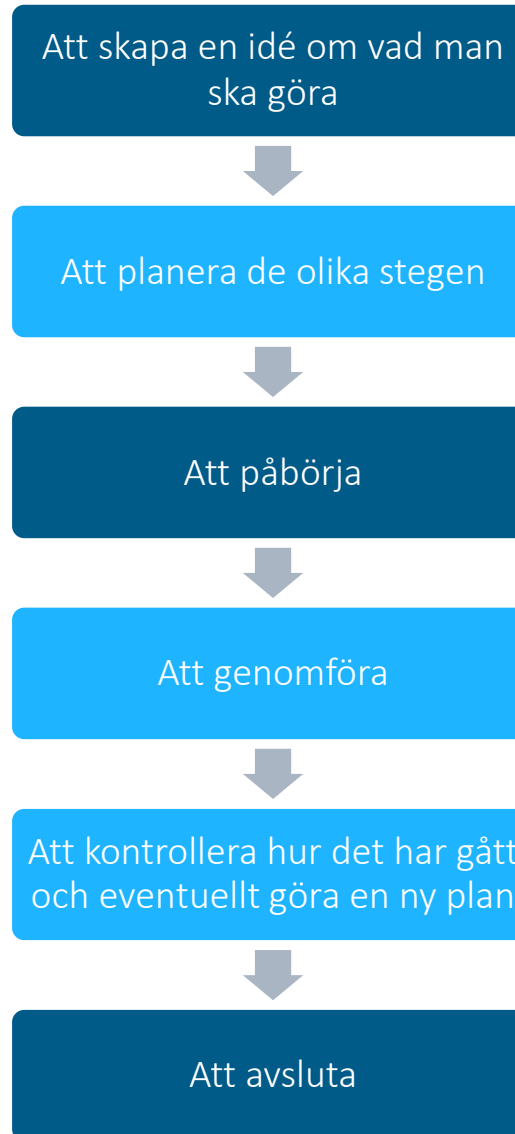 Att skapa en idé om vad man
ska göra
Att planera de olika stegen
Att påbörja
Att genomföra
Att kontrollera hur det har gått
och eventuellt göra en ny plan
Att avsluta